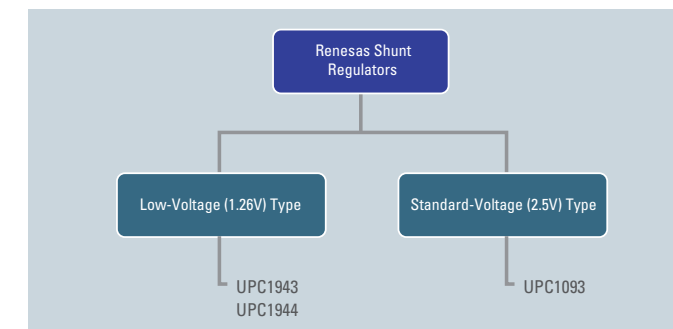 Renesas Shunt
Regulators
Low-Voltage (1.26V) Type
Standard-Voltage (2.5V) Type
UPC1943
UPC1944
UPC1093